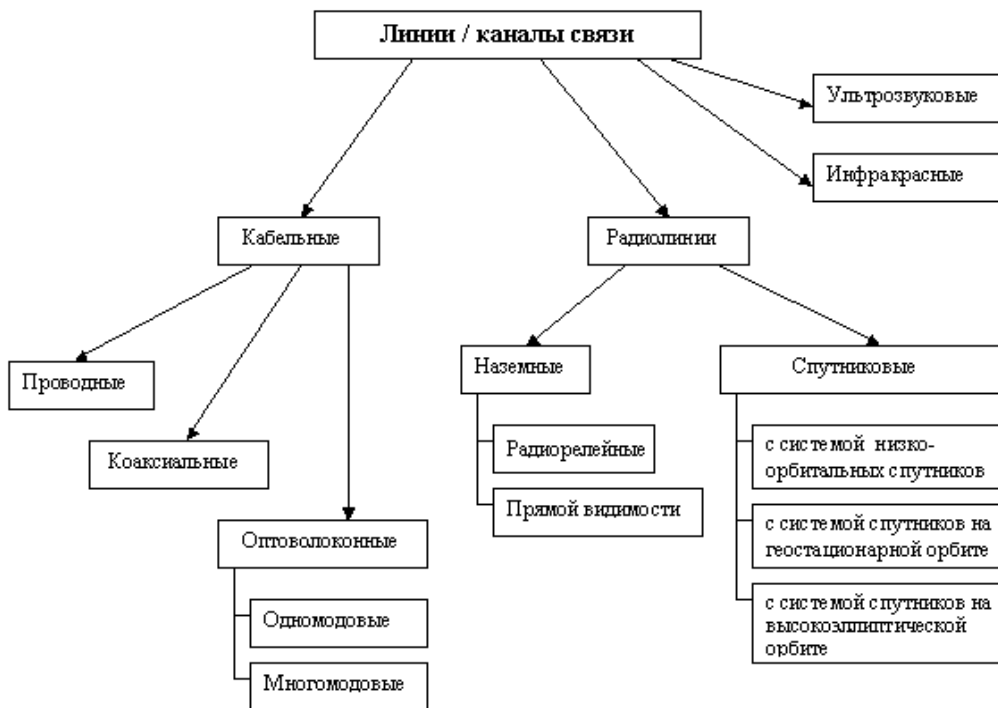 Линии / каналы связи
Ультрозвуковые
Инфракрасные
Кабельные
Радиолинии
Проводные
Коаксиальные
Оптоволоконные
Одномодовые
Многомодовые
Наземные
Радиорелейные
Прямой видимости
Спутниковые
с системой низко-
орбитальных спутников
с системой спутников на
геостационарной орбите
с системой спутников на
высокоэллиптической
орбите